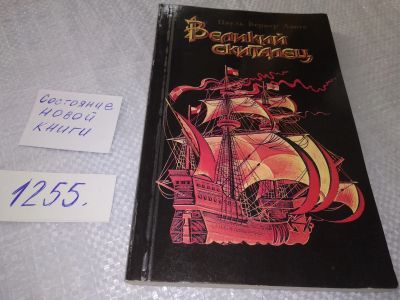 Пауль Вернер Ланге
Великий
скиталец
Состояние
новой
книги
1255.